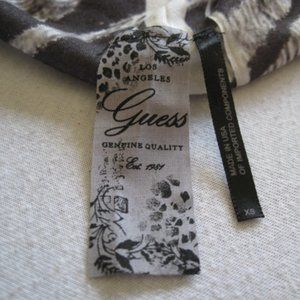 LOS
ANGELES
Guess
GENUINE QUALITY
Est. 1981
MADE IN USA
OF IMPORTED COMPONENTS
XS